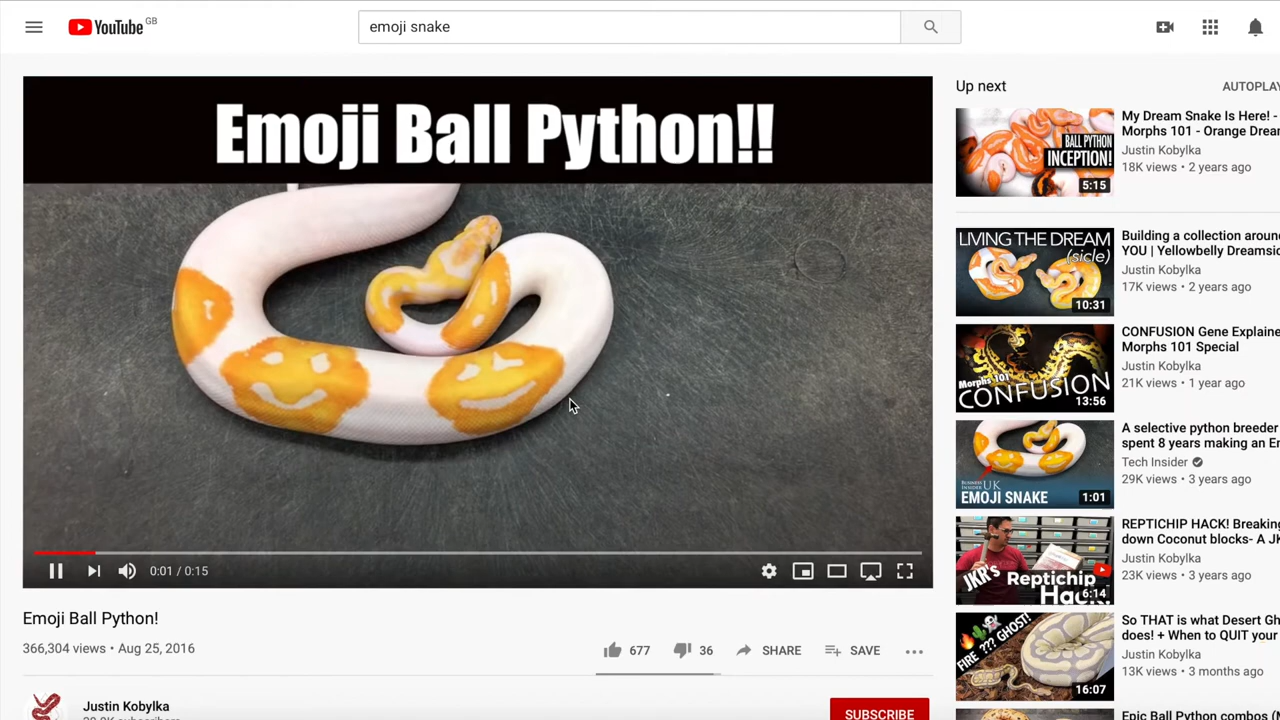 YouTube GB
emoji snake
Emoji Ball Python!!
0:01 / 0:15
Emoji Ball Python!
366,304 views • Aug 25, 2016
677
36
SHARE
SAVE
Justin Kobylka
SUBSCRIBE
Up next
AUTOPLAY
BALL PYTHON
INCEPTION!
5:15
My Dream Snake Is Here! -
Morphs 101 - Orange Drea
Justin Kobylka
18K views • 2 years ago
LIVING THE DREAM
(sicle)
10:31
Building a collection aroun
YOU | Yellowbelly Dreamsi
Justin Kobylka
17K views • 2 years ago
Morphs 101
CONFUSION
13:56
CONFUSION Gene Explaine
Morphs 101 Special
Justin Kobylka
21K views • 1 year ago
BUSINESS
INSIDER UK
EMOJI SNAKE
1:01
A selective python breeder
spent 8 years making an E
Tech Insider
29K views • 3 years ago
JKR's
Reptichip
Hack!
6:14
REPTICHIP HACK! Breaking
down Coconut blocks- A JK
Justin Kobylka
23K views • 3 years ago
FIRE ??? GHOST!
16:07
So THAT is what Desert Gh
does! + When to QUIT your
Justin Kobylka
13K views • 3 months ago
Epic Ball Python combos (M